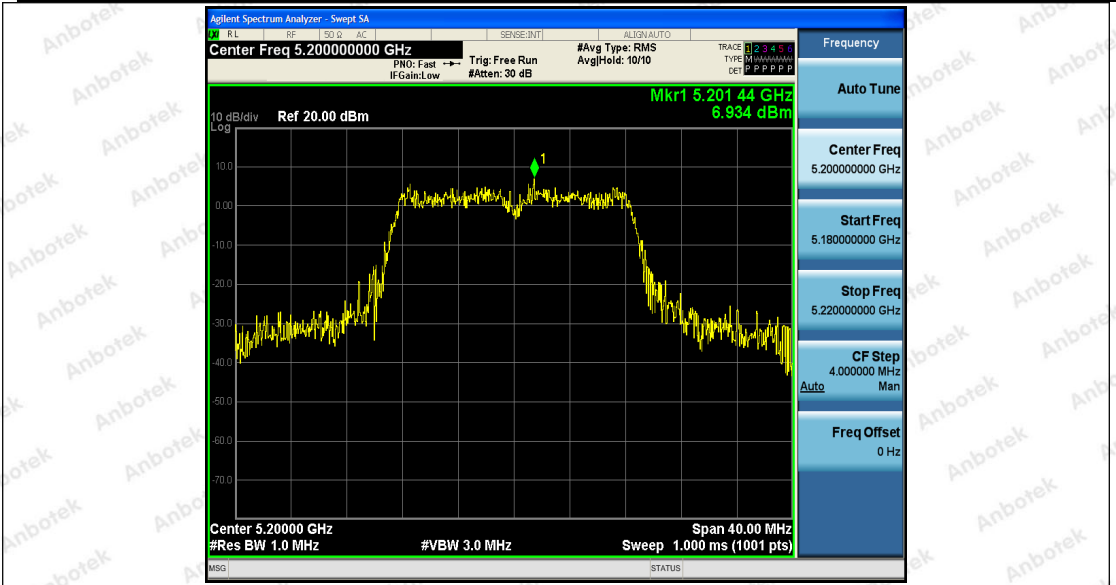 Agilent Spectrum Analyzer - Swept SA
RL RF 50 Ω AC SENSE:INT ALIGNAUTO
Center Freq 5.200000000 GHz
PNO: Fast
IFGain:Low
Trig: Free Run
#Atten: 30 dB
#Avg Type: RMS
Avg|Hold: 10/10
TRACE 1 2 3 4 5 6
TYPE M
DET P P P P P P
Mkr1 5.201 44 GHz
6.934 dBm
10 dB/div Ref 20.00 dBm
Log
10.0
0.00
-10.0
-20.0
-30.0
-40.0
-50.0
-60.0
-70.0
1
Center 5.20000 GHz Span 40.00 MHz
#Res BW 1.0 MHz #VBW 3.0 MHz Sweep 1.000 ms (1001 pts)
MSG STATUS
Frequency
Auto Tune
Center Freq
5.200000000 GHz
Start Freq
5.180000000 GHz
Stop Freq
5.220000000 GHz
CF Step
4.000000 MHz
Auto Man
Freq Offset
0 Hz
Anbotek